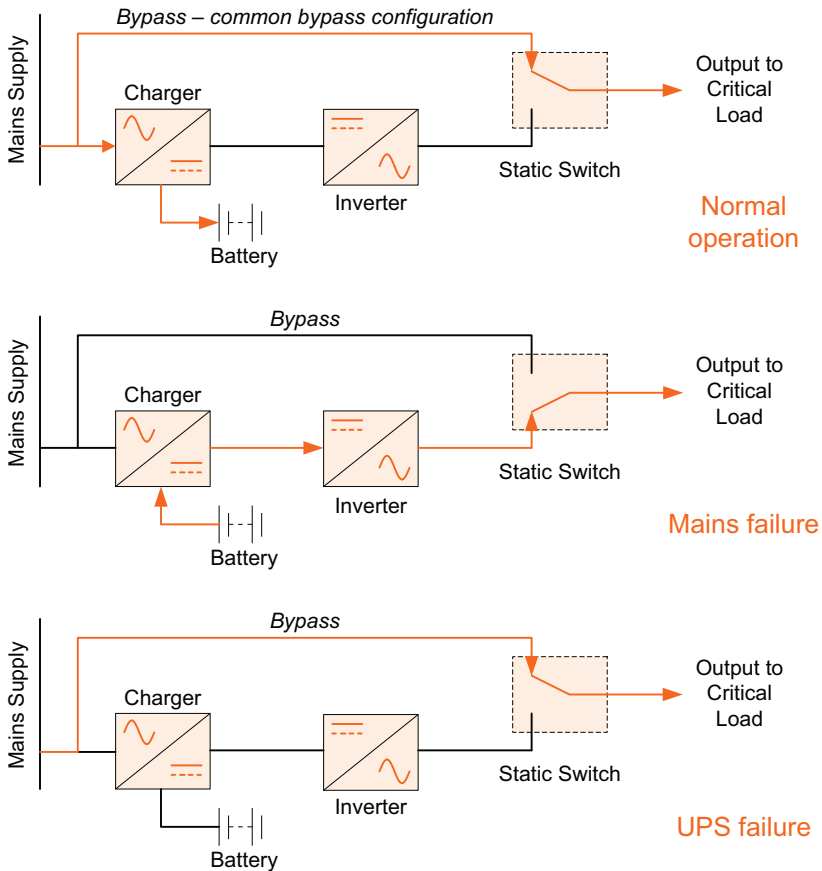 Bypass – common bypass configuration
Mains Supply
Charger
Output to
Critical
Load
Static Switch
Inverter
Battery
Normal
operation
Bypass
Mains Supply
Charger
Output to
Critical
Load
Static Switch
Inverter
Battery
Mains failure
Bypass
Mains Supply
Charger
Output to
Critical
Load
Static Switch
Inverter
Battery
UPS failure